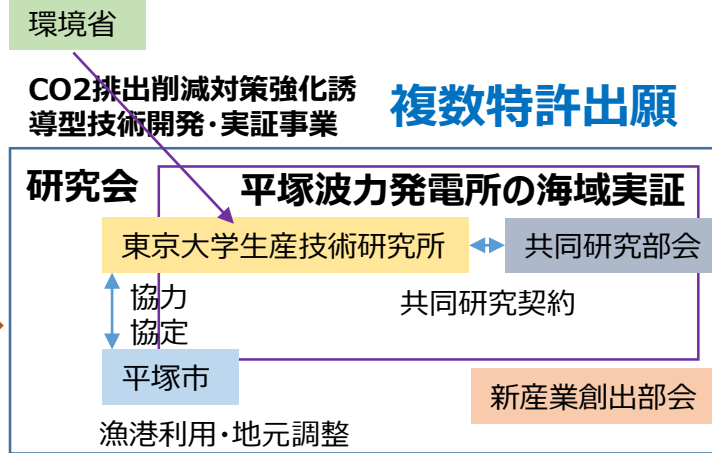 環境省
CO2排出削減対策強化誘
導型技術開発・実証事業
複数特許出願
研究会
平塚波力発電所の海域実証
東京大学生産技術研究所
共同研究部会
協力
協定
共同研究契約
平塚市
新産業創出部会
漁港利用・地元調整